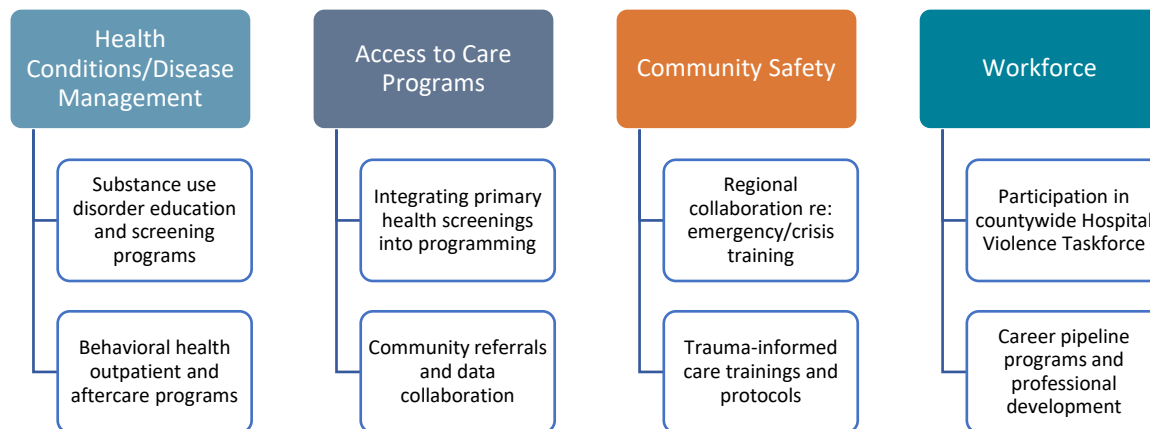 Health
Conditions/Disease
Management
Substance use
disorder education
and screening
programs
Behavioral health
outpatient and
aftercare programs
Access to Care
Programs
Integrating primary
health screenings
into programming
Community referrals
and data
collaboration
Community Safety
Regional
collaboration re:
emergency/crisis
training
Trauma-informed
care trainings and
protocols
Workforce
Participation in
countywide Hospital
Violence Taskforce
Career pipeline
programs and
professional
development